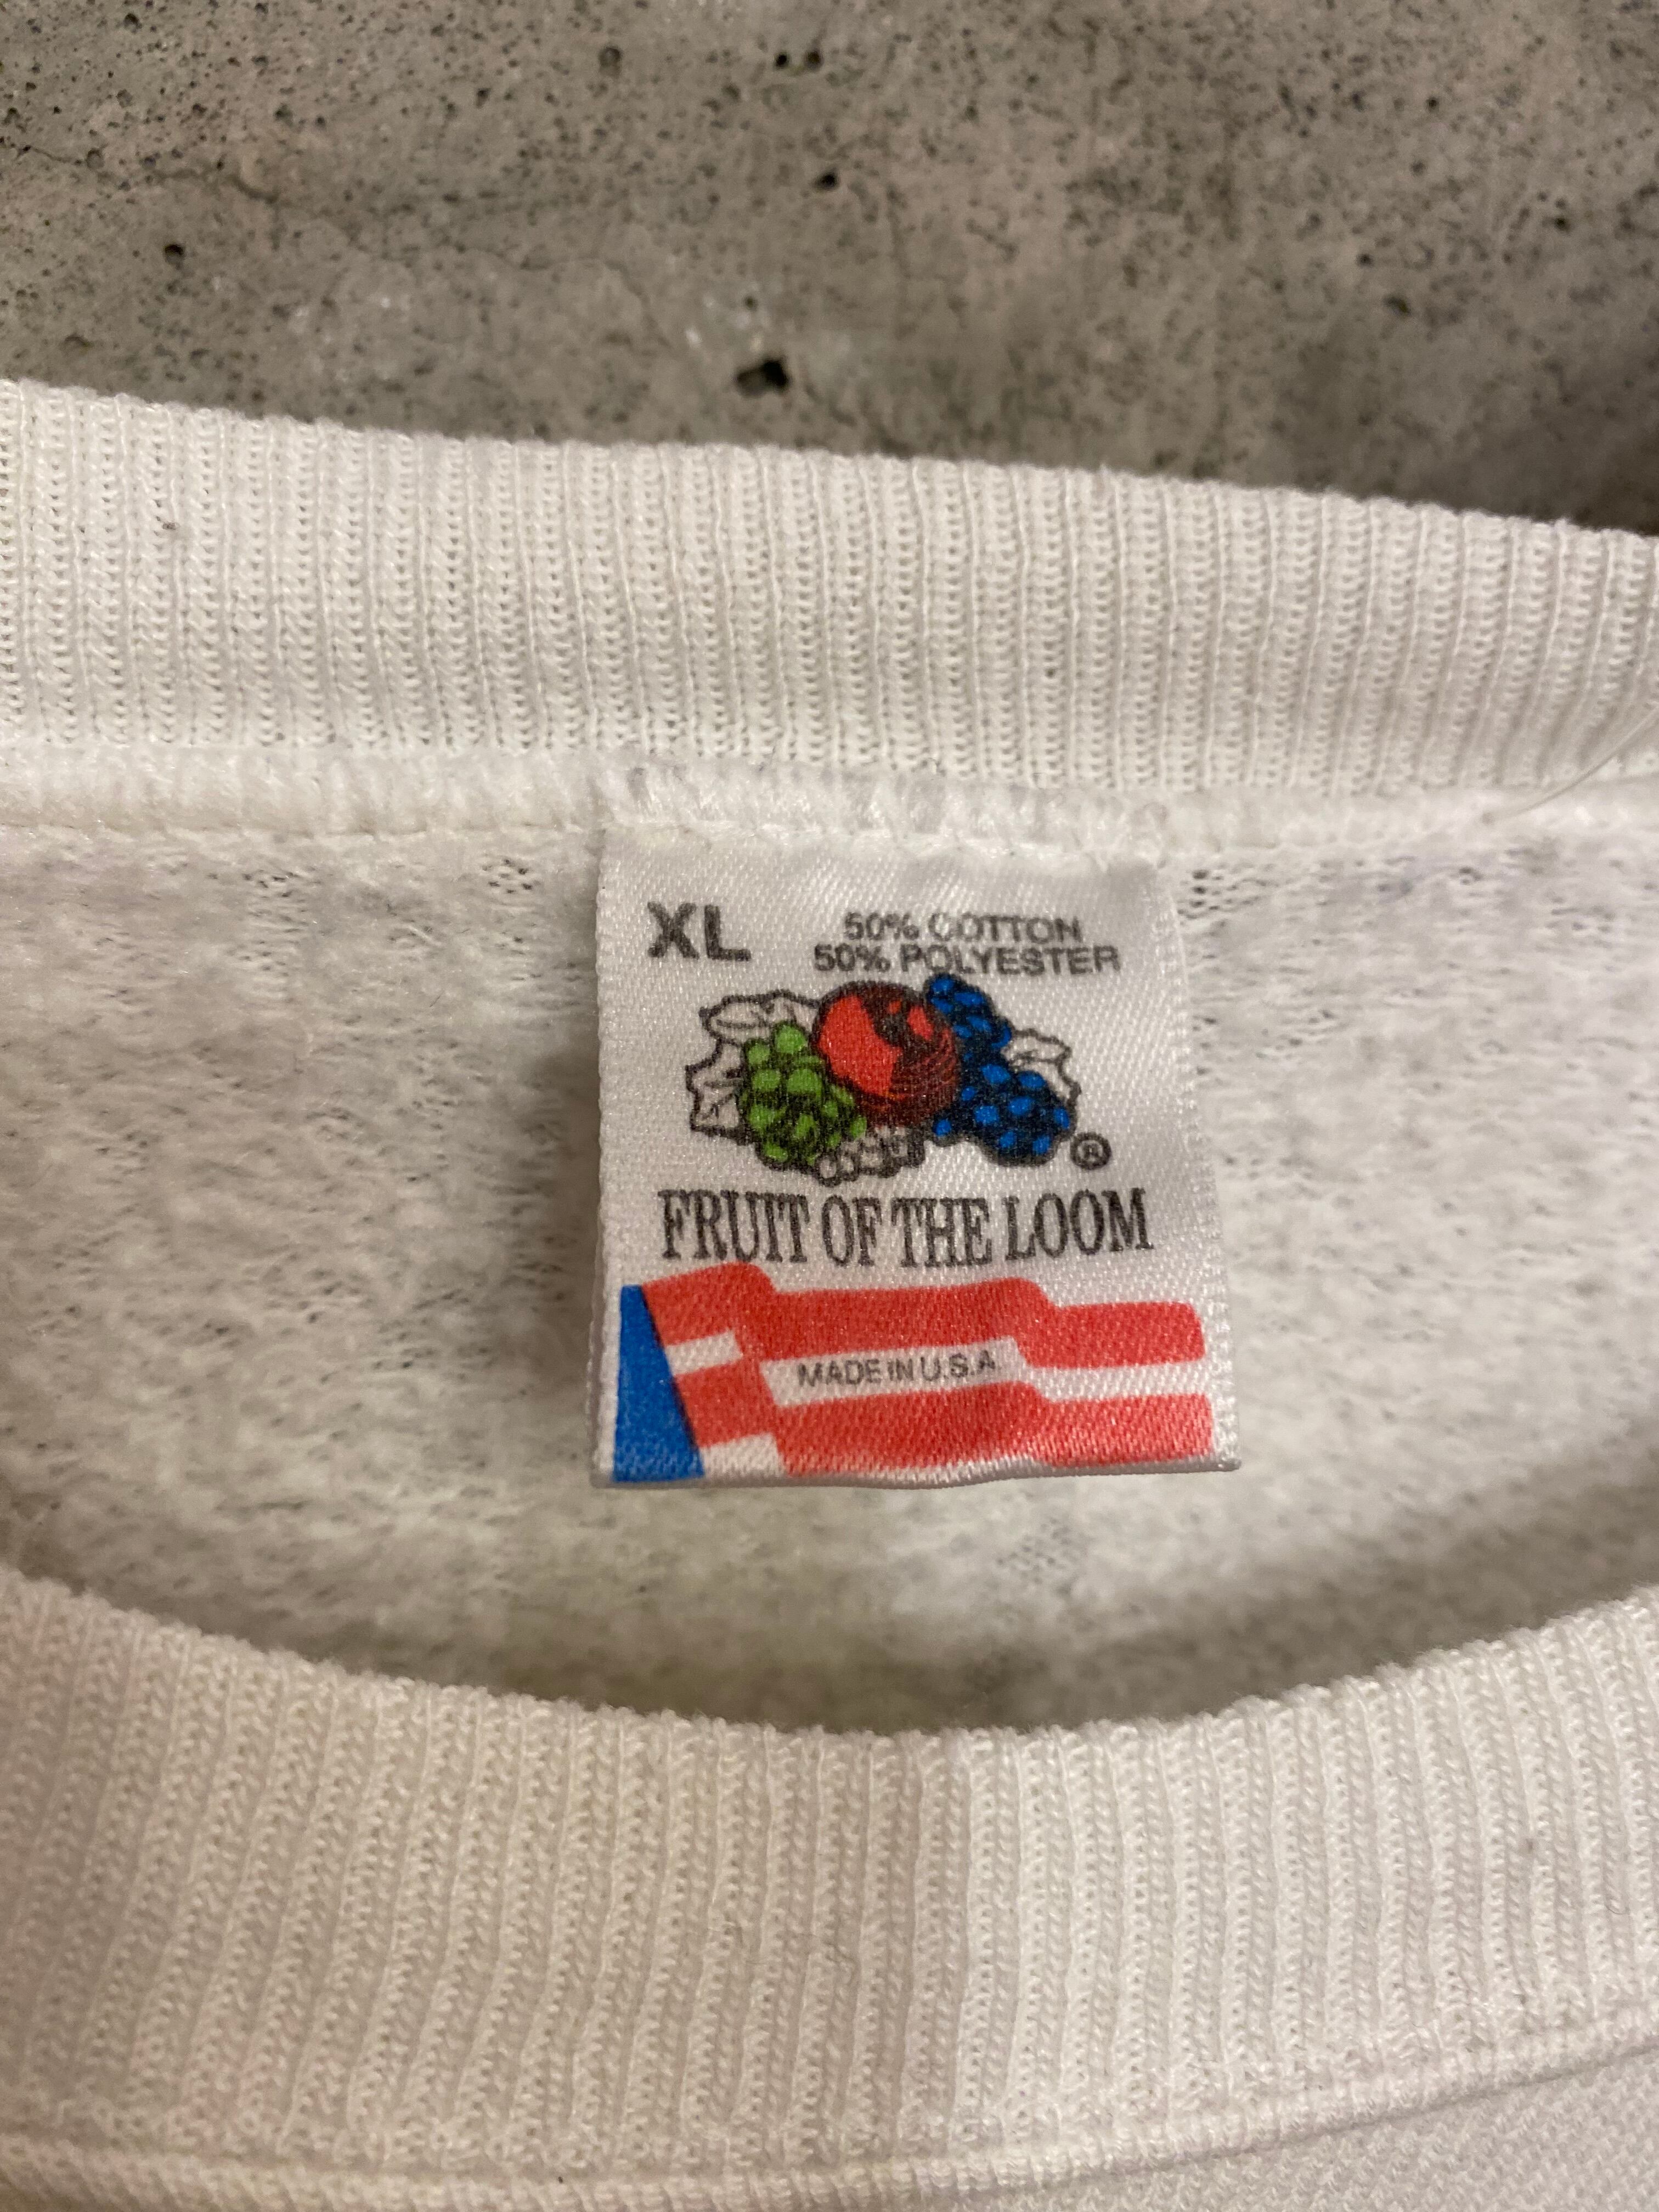 XL
50% COTTON
50% POLYESTER
®
FRUIT OF THE LOOM
MADE IN U.S.A.